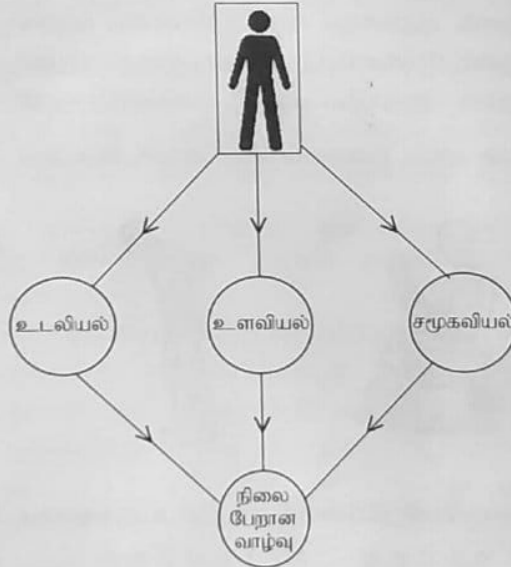 உடலியல்
உளவியல்
சமூகவியல்
நிலை
பேறான
வாழ்வு